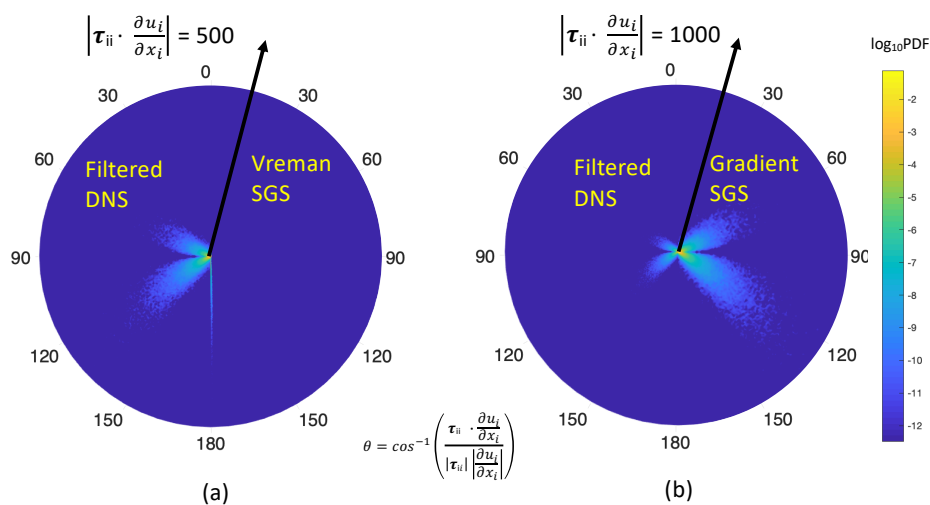 |τii · ∂ui/∂xi| = 500
|τii · ∂ui/∂xi| = 1000
log10PDF
0
30
30
60
60
90
90
120
120
150
150
180
Filtered
DNS
Vreman
SGS
(a)
0
30
30
60
60
90
90
120
120
150
150
180
Filtered
DNS
Gradient
SGS
(b)
θ = cos⁻¹(τii · ∂ui/∂xi / |τii| |∂ui/∂xi|)
-2
-3
-4
-5
-6
-7
-8
-9
-10
-11
-12